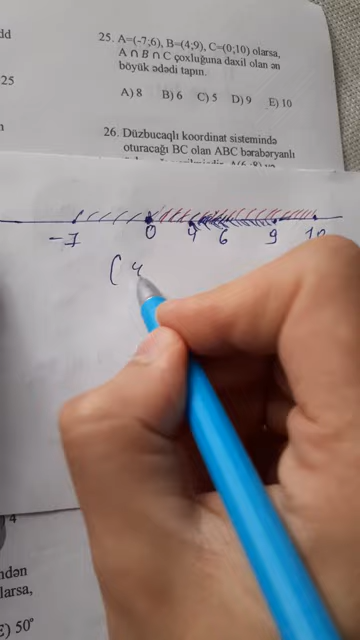 dd
25. A=(-7;6), B=(4;9), C=(0;10) olarsa,
A ∩ B ∩ C çoxluğuna daxil olan ən
böyük ədədi tapın.
25
A) 8 B) 6 C) 5 D) 9 E) 10
26. Düzbucaqlı koordinat sistemində
oturacağı BC olan ABC bərabəryanlı
-7 0 4 6 9 10
( 4
4
ndən
larsa,
E) 50°